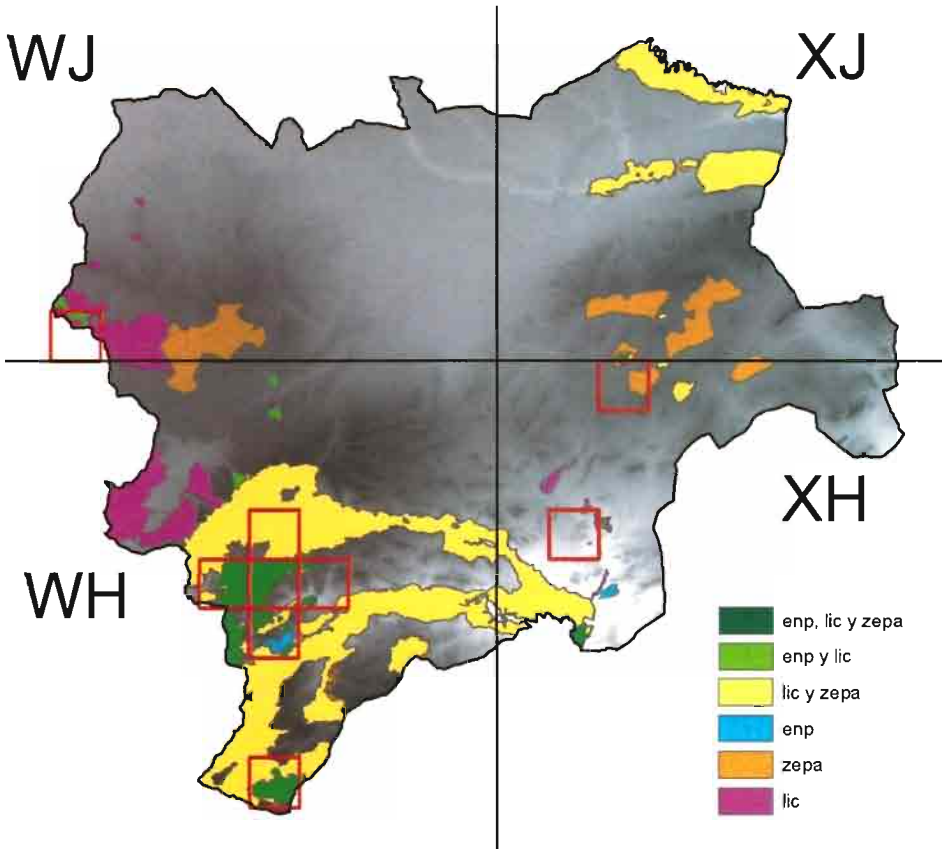 WJ
XJ
XH
WH
enp, lic y zepa
enp y lic
lic y zepa
enp
zepa
lic